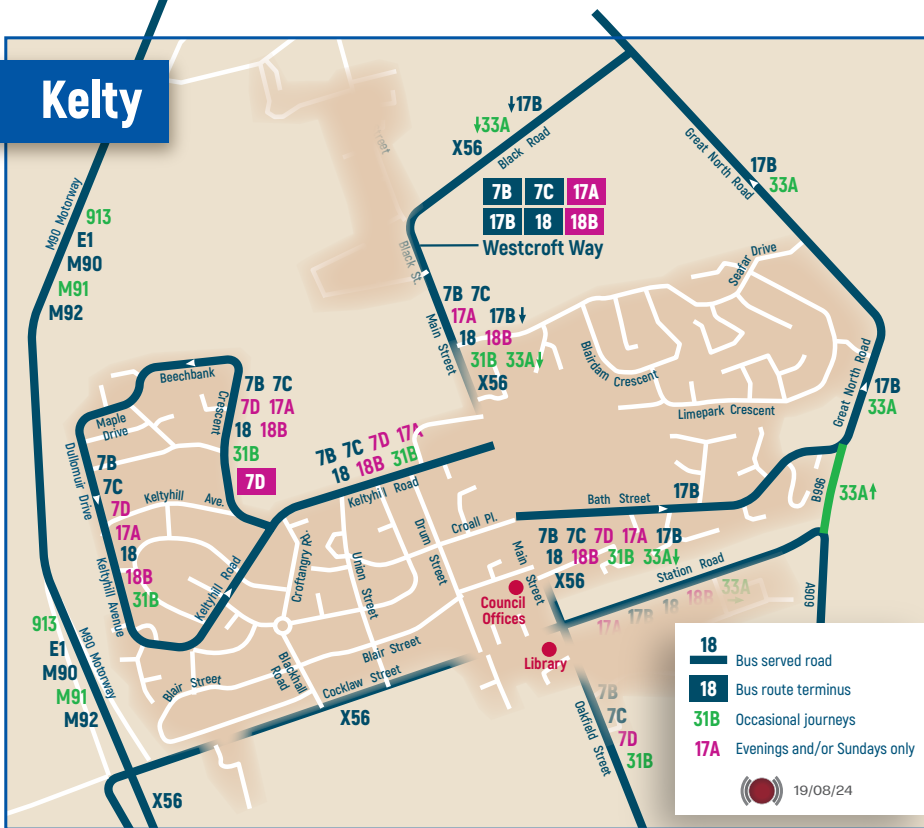 Kelty
↓17B
↓33A
X56
Black Road
Great North Road
17B
33A
M90 Motorway
913
E1
M90
M91
M92
7B 7C 17A
17B 18 18B
Westcroft Way
Black St.
7B 7C
17A 17B↓
18 18B
31B 33A↓
X56
Main Street
Seafar Drive
Blairdam Crescent
Limepark Crescent
Great North Road
17B
33A
Beechbank
Crescent
Maple Drive
7B 7C
7D 17A
18 18B
31B
7D
7B 7C 7D 17A
18 18B 31B
Keltyhill Road
Dullomuir Drive
7B
7C
7D
17A
18
18B
31B
Keltyhill Ave.
Keltyhill Avenue
Keltyhill Road
Croftangry Rd
Union Street
Drum Street
Croall Pl.
Bath Street
17B
B996
33A↑
7B 7C 7D 17A 17B
18 18B 31B 33A↓
X56
Main Street
Station Road
17A 17B 18 18B 33A
A909
Council
Offices
Library
913
E1
M90
M91
M92
M90 Motorway
Blair Street
Blackhall Road
Blair Street
Cocklaw Street
X56
X56
7B
7C
7D
31B
Oakfield Street
18
Bus served road
18 Bus route terminus
31B Occasional journeys
17A Evenings and/or Sundays only
19/08/24